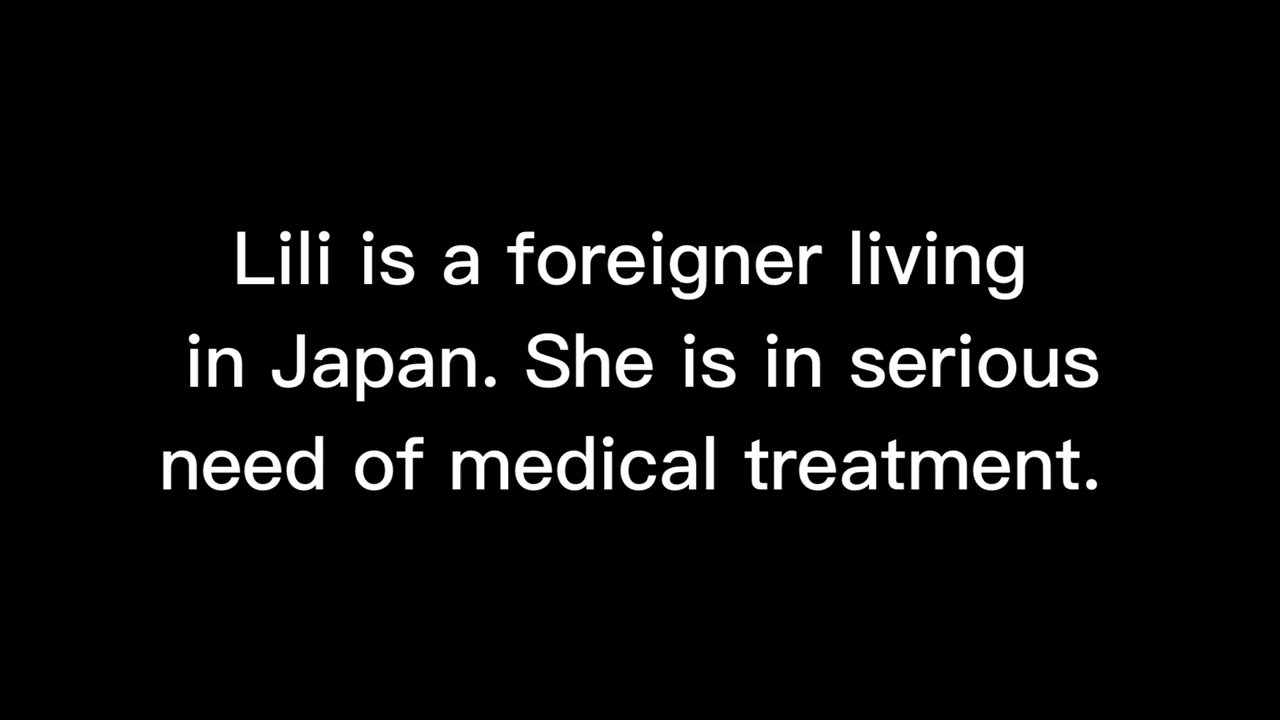 Lili is a foreigner living
in Japan. She is in serious
need of medical treatment.